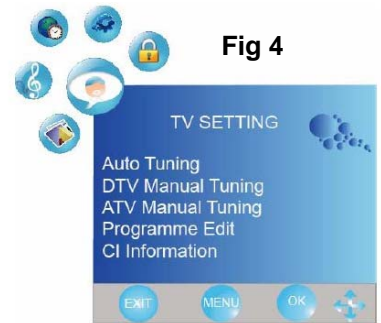 Fig 4
TV SETTING
Auto Tuning
DTV Manual Tuning
ATV Manual Tuning
Programme Edit
CI Information
EXIT MENU OK